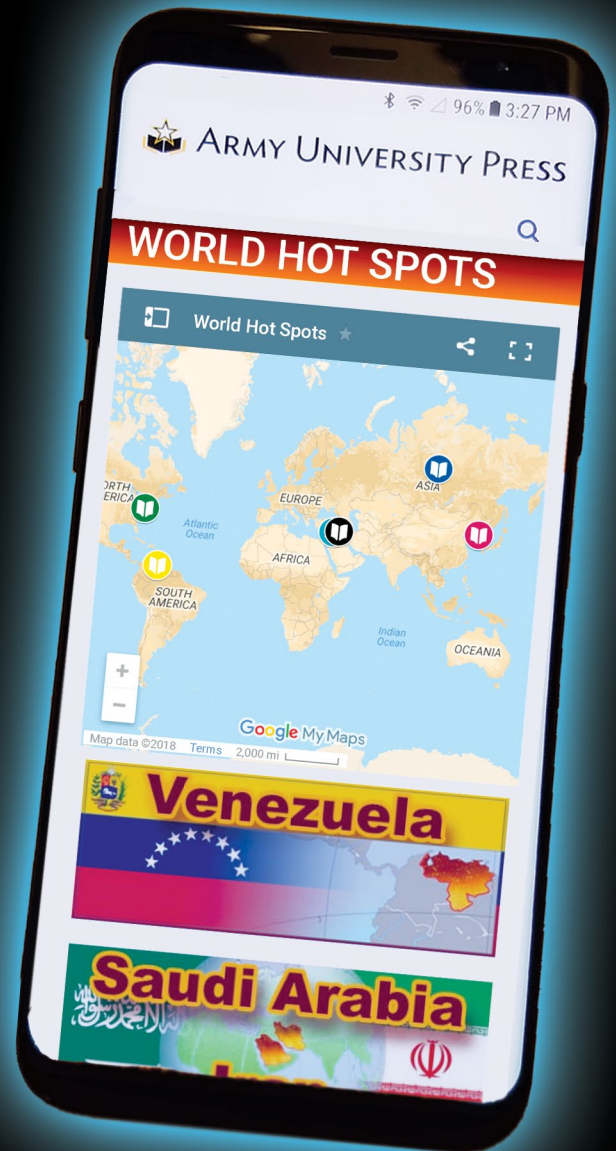 96% 3:27 PM
ARMY UNIVERSITY PRESS
WORLD HOT SPOTS
World Hot Spots
ORTH
ERICA
EUROPE
ASIA
Atlantic
Ocean
AFRICA
SOUTH
AMERICA
Indian
Ocean
OCEANIA
+
−
Google My Maps
Map data ©2018 Terms 2,000 mi
Venezuela
Saudi Arabia